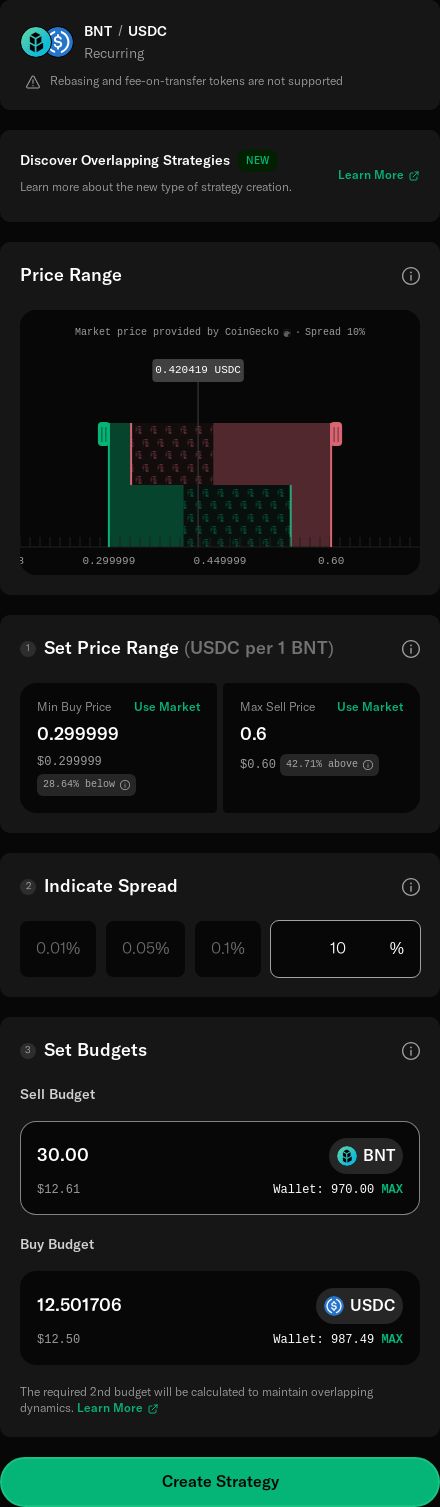 BNT / USDC
Recurring
Rebasing and fee-on-transfer tokens are not supported
Discover Overlapping Strategies NEW
Learn more about the new type of strategy creation.
Learn More
Price Range
Market price provided by CoinGecko · Spread 10%
0.420419 USDC
3 0.299999 0.449999 0.60
1 Set Price Range (USDC per 1 BNT)
Min Buy Price Use Market
0.299999
$0.299999
28.64% below
Max Sell Price Use Market
0.6
$0.60 42.71% above
2 Indicate Spread
0.01% 0.05% 0.1% 10 %
3 Set Budgets
Sell Budget
30.00 BNT
$12.61 Wallet: 970.00 MAX
Buy Budget
12.501706 USDC
$12.50 Wallet: 987.49 MAX
The required 2nd budget will be calculated to maintain overlapping
dynamics. Learn More
Create Strategy